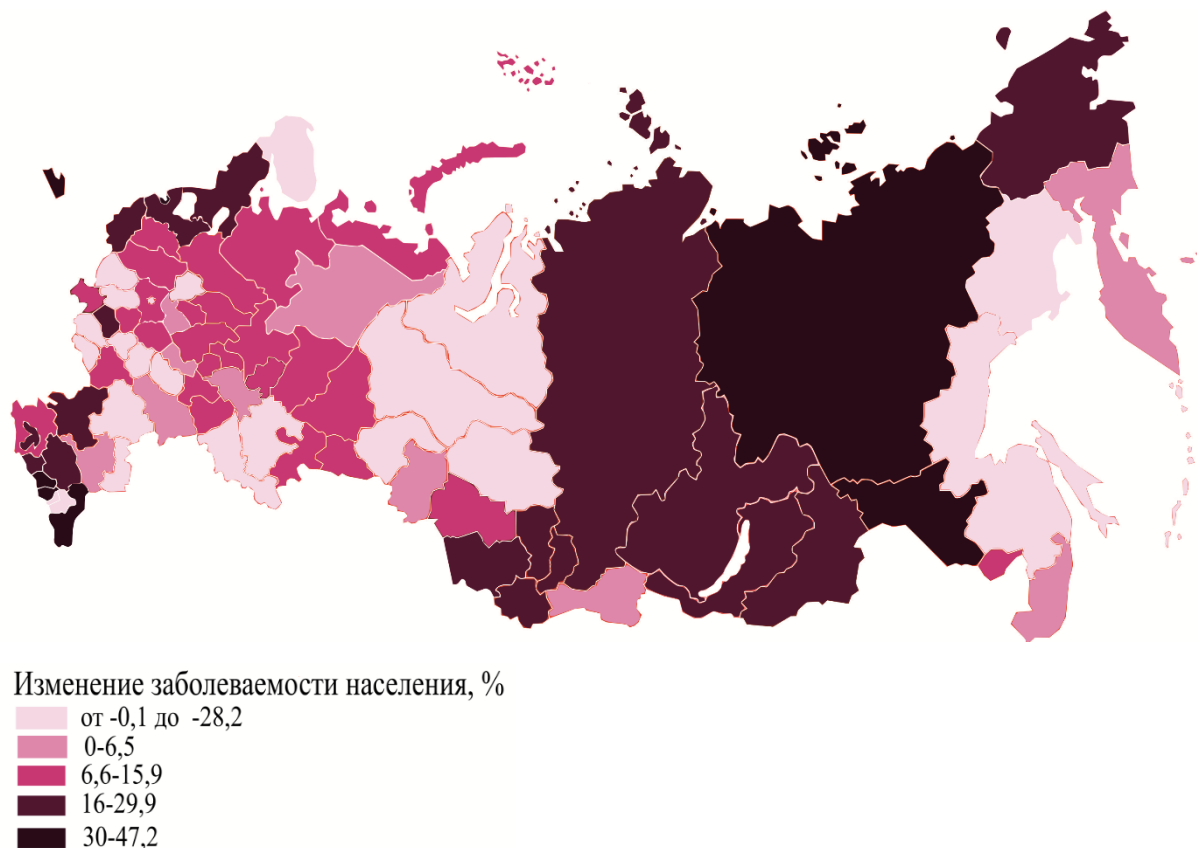 Изменение заболеваемости населения, %
от -0,1 до -28,2
0-6,5
6,6-15,9
16-29,9
30-47,2